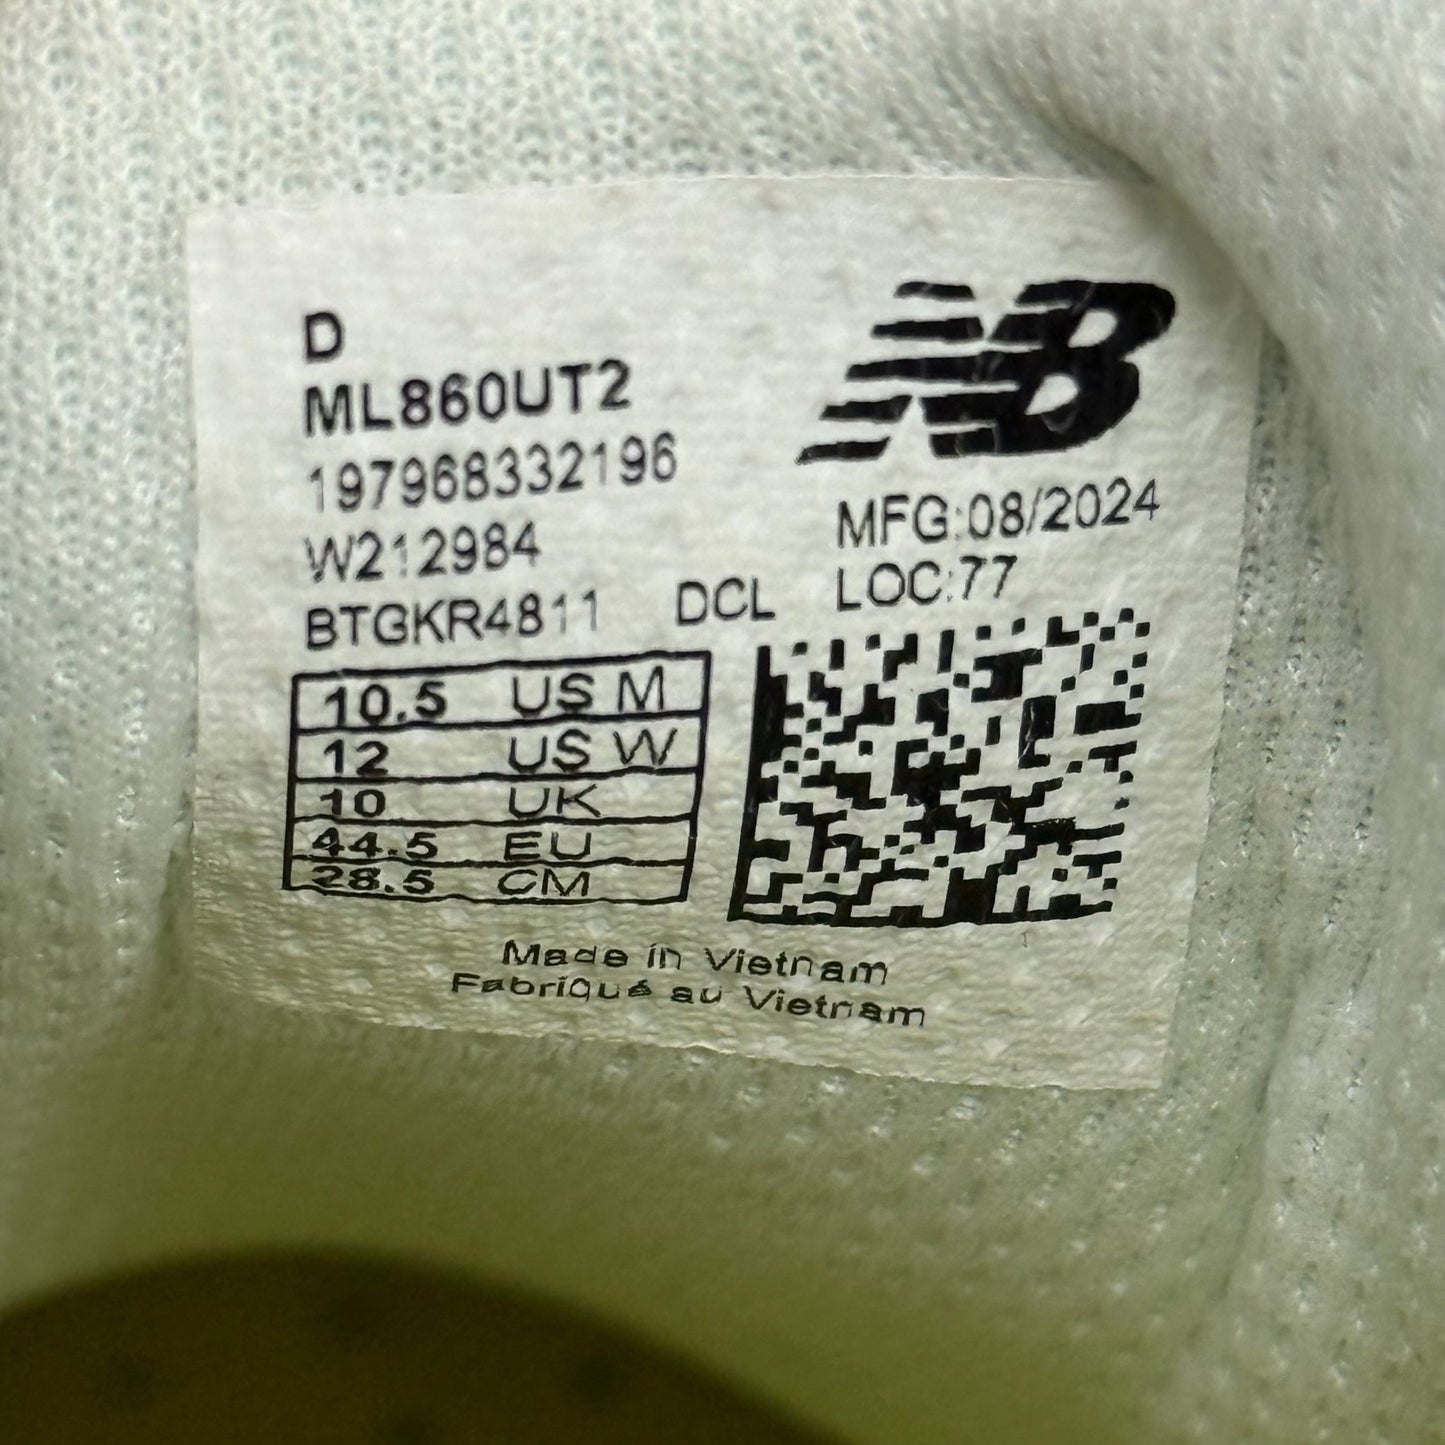 D
ML860UT2
197968332196
W212984
BTGKR4811 DCL
NB
MFG:08/2024
LOC:77
10.5 US M
12 US W
10 UK
44.5 EU
28.5 CM
Made in Vietnam
Fabriqué au Vietnam